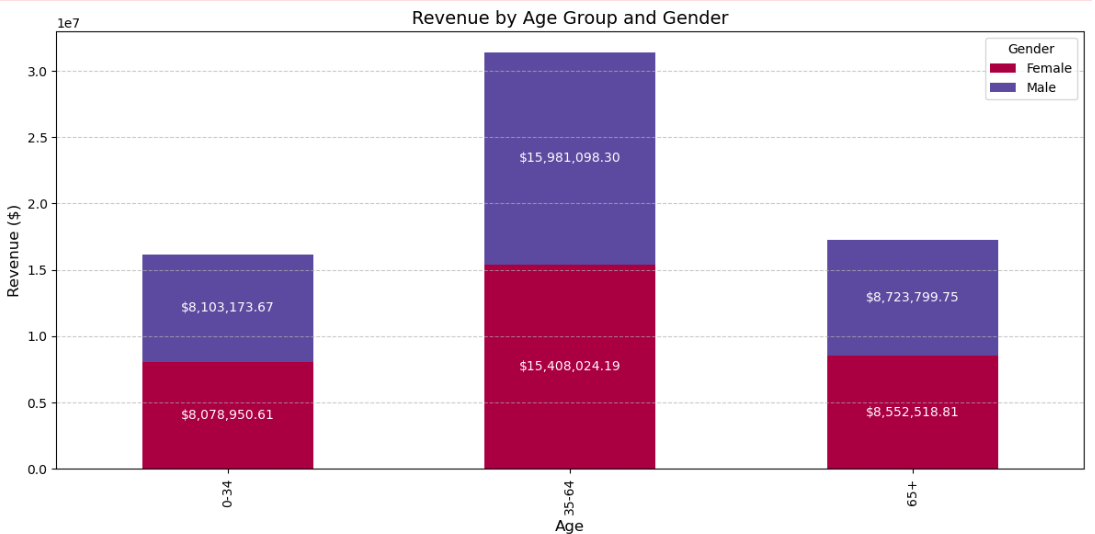 Revenue by Age Group and Gender
1e7
Gender
Female
Male
3.0
2.5
2.0
1.5
1.0
0.5
0.0
Revenue ($)
$15,981,098.30
$8,103,173.67
$8,723,799.75
$15,408,024.19
$8,078,950.61
$8,552,518.81
0-34
35-64
65+
Age